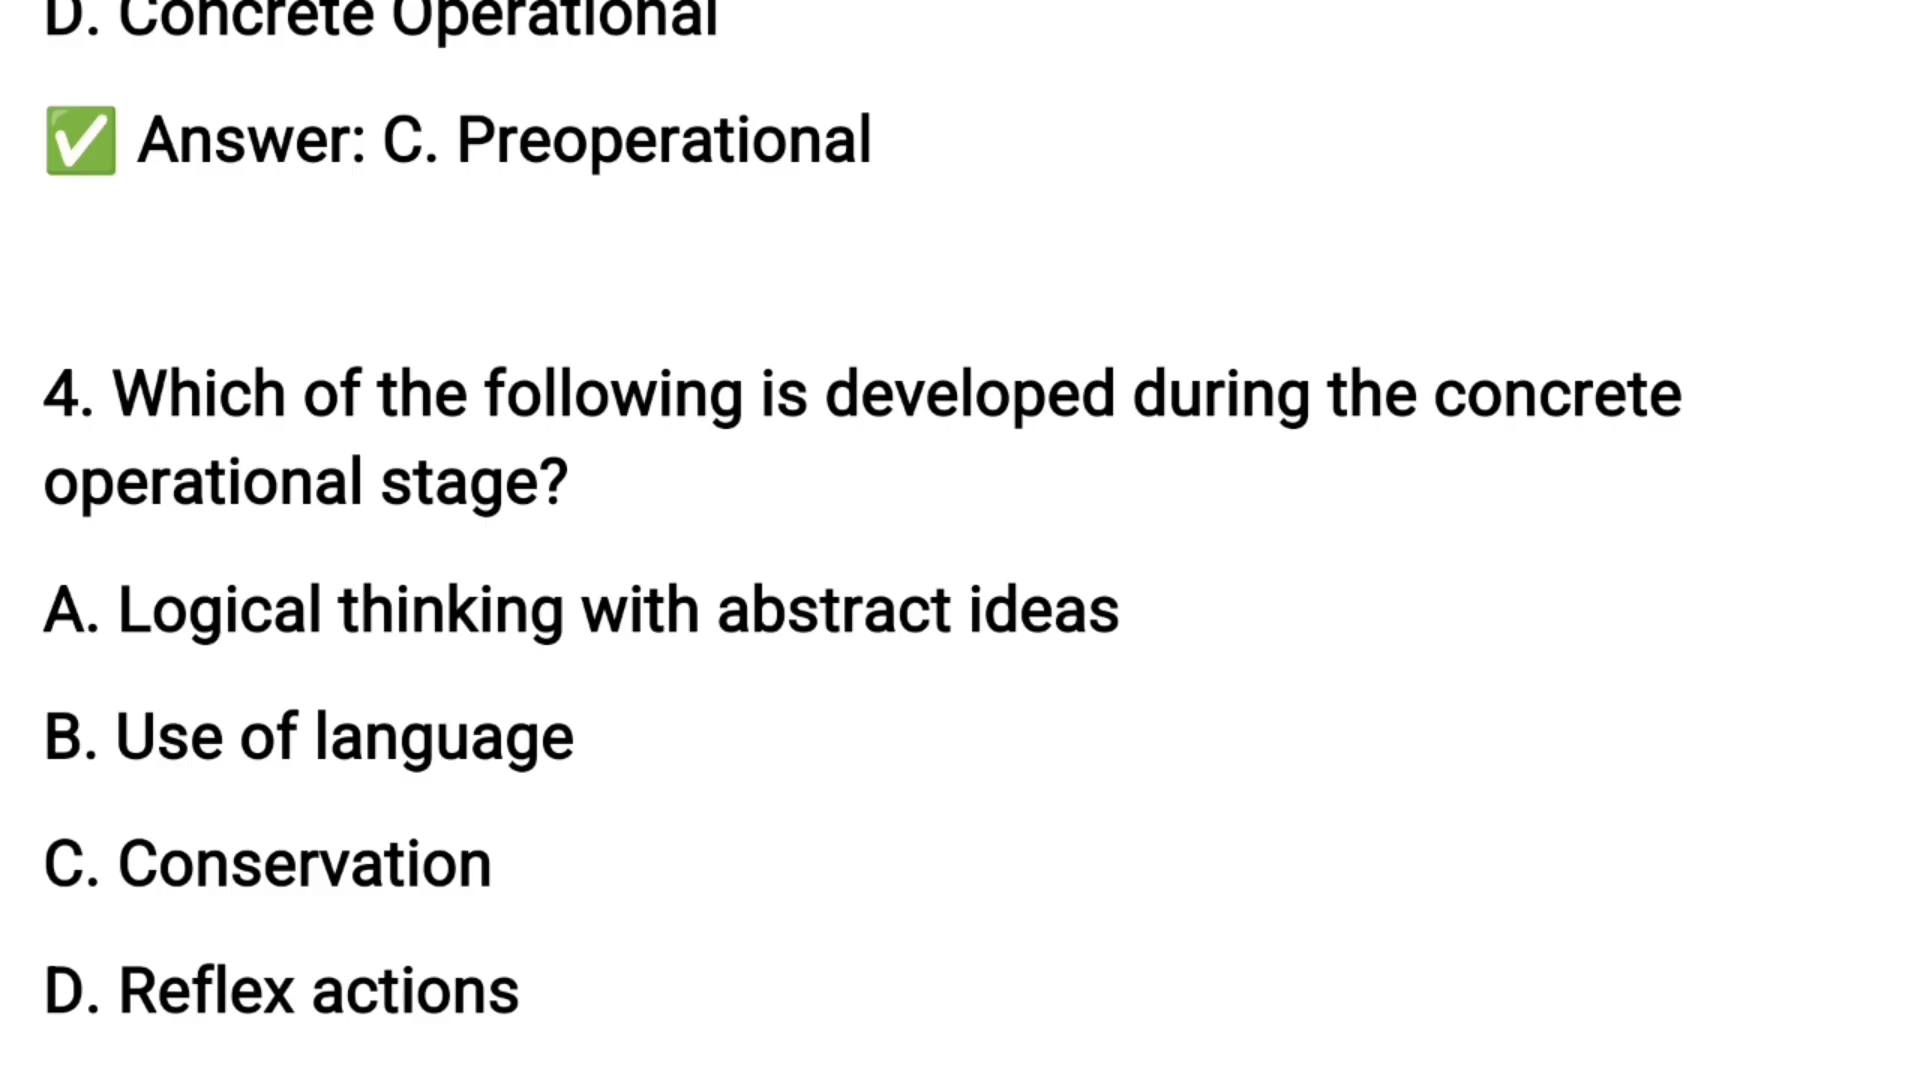 D. Concrete Operational
✅ Answer: C. Preoperational
4. Which of the following is developed during the concrete
operational stage?
A. Logical thinking with abstract ideas
B. Use of language
C. Conservation
D. Reflex actions